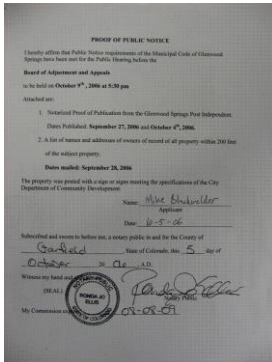 PROOF OF PUBLIC NOTICE
I hereby affirm that Public Notice requirements of the Municipal Code of Glenwood
Springs have been met for the Public Hearing before the
Board of Adjustment and Appeals
to be held on October 9th, 2006 at 5:30 pm
Attached are:
1. Notarized Proof of Publication from the Glenwood Springs Post Independent.
Dates Published: September 27, 2006 and October 4th, 2006.
2. A list of names and addresses of owners of record of all property within 200 feet
of the subject property.
Dates mailed: September 28, 2006
The property was posted with a sign or signs meeting the specifications of the City
Department of Community Development.
Name: Mike Blackwelder
Applicant
Date: 10-5-06
Subscribed and sworn to before me, a notary public in and for the County of
Garfield State of Colorado, this 5 day of
October 20 06 A.D.
Witness my hand and
(SEAL)
Notary Public
RONDA JO
ELLIS
My Commission 08-08-09